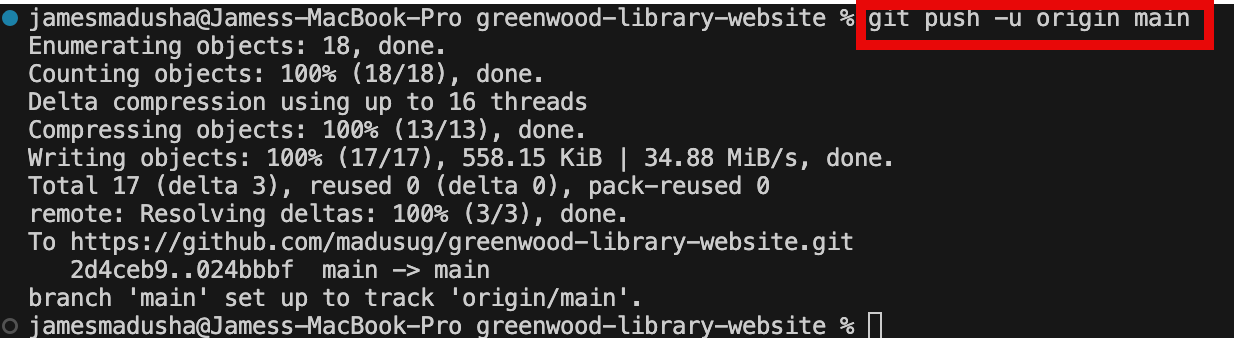 jamesmadusha@Jamess-MacBook-Pro greenwood-library-website % git push -u origin main
Enumerating objects: 18, done.
Counting objects: 100% (18/18), done.
Delta compression using up to 16 threads
Compressing objects: 100% (13/13), done.
Writing objects: 100% (17/17), 558.15 KiB | 34.88 MiB/s, done.
Total 17 (delta 3), reused 0 (delta 0), pack-reused 0
remote: Resolving deltas: 100% (3/3), done.
To https://github.com/madusug/greenwood-library-website.git
   2d4ceb9..024bbbf  main -> main
branch 'main' set up to track 'origin/main'.
jamesmadusha@Jamess-MacBook-Pro greenwood-library-website %